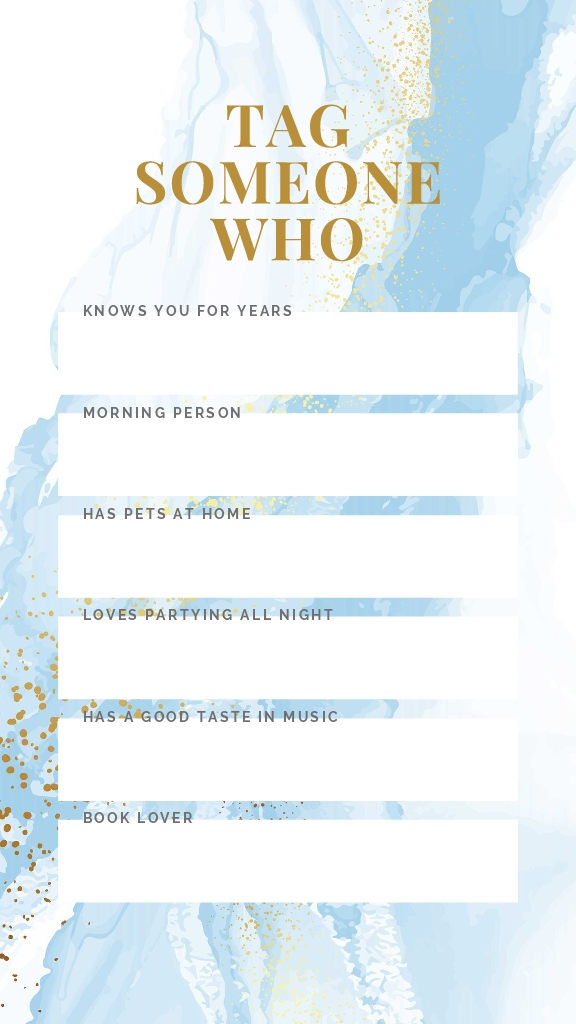 TAG
SOMEONE
WHO
KNOWS YOU FOR YEARS
MORNING PERSON
HAS PETS AT HOME
LOVES PARTYING ALL NIGHT
HAS A GOOD TASTE IN MUSIC
BOOK LOVER